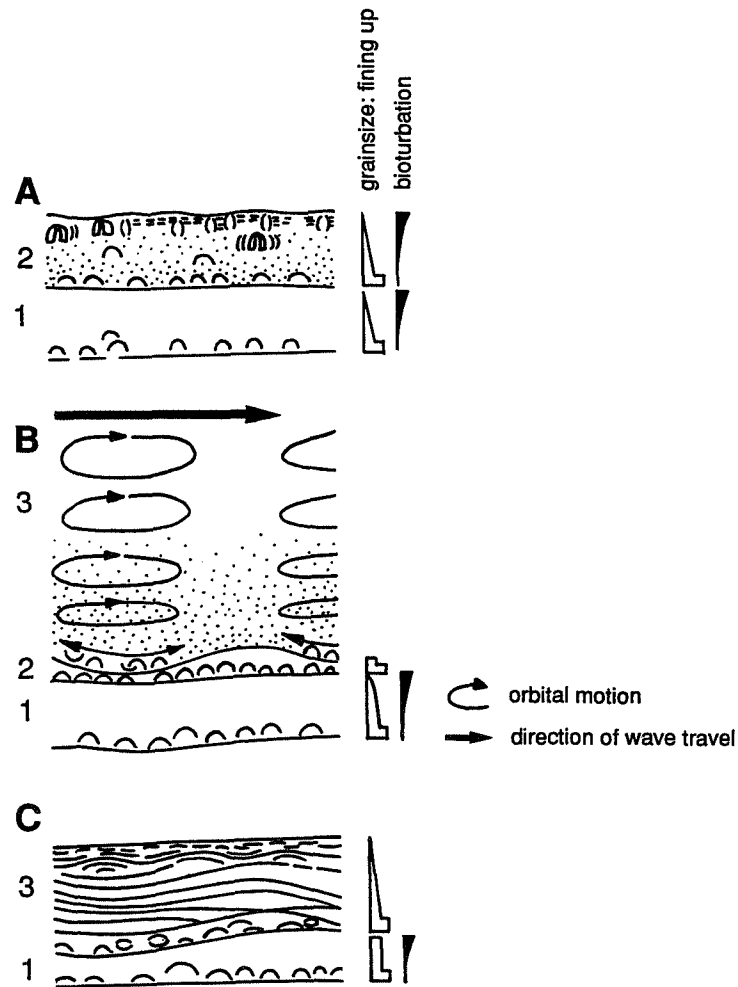 grainsize: fining up
bioturbation
A
2
1
B
3
2
1
orbital motion
direction of wave travel
C
3
1